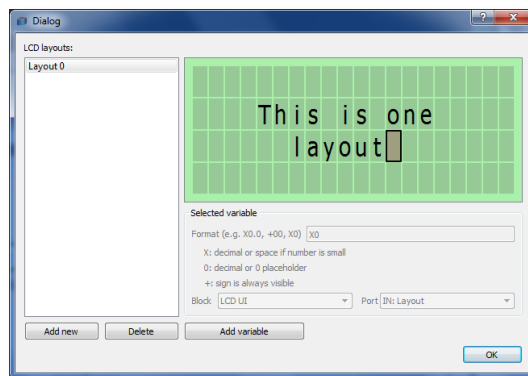 Dialog
LCD layouts:
Layout 0
This is one
layout
Selected variable
Format (e.g. X0.0, +00, X0) X0
X: decimal or space if number is small
0: decimal or 0 placeholder
+: sign is always visible
Block LCD UI Port IN: Layout
Add new Delete Add variable
OK